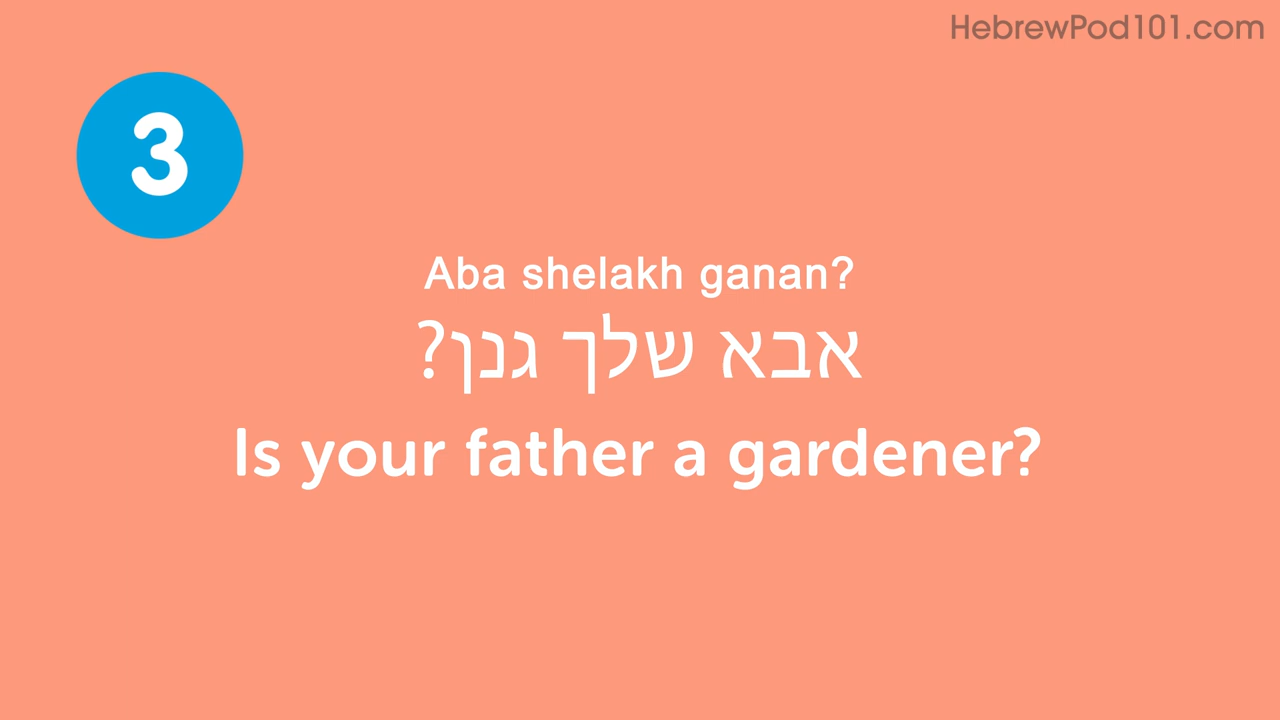 HebrewPod101.com
3
Aba shelakh ganan?
אבא שלך גנן?
Is your father a gardener?